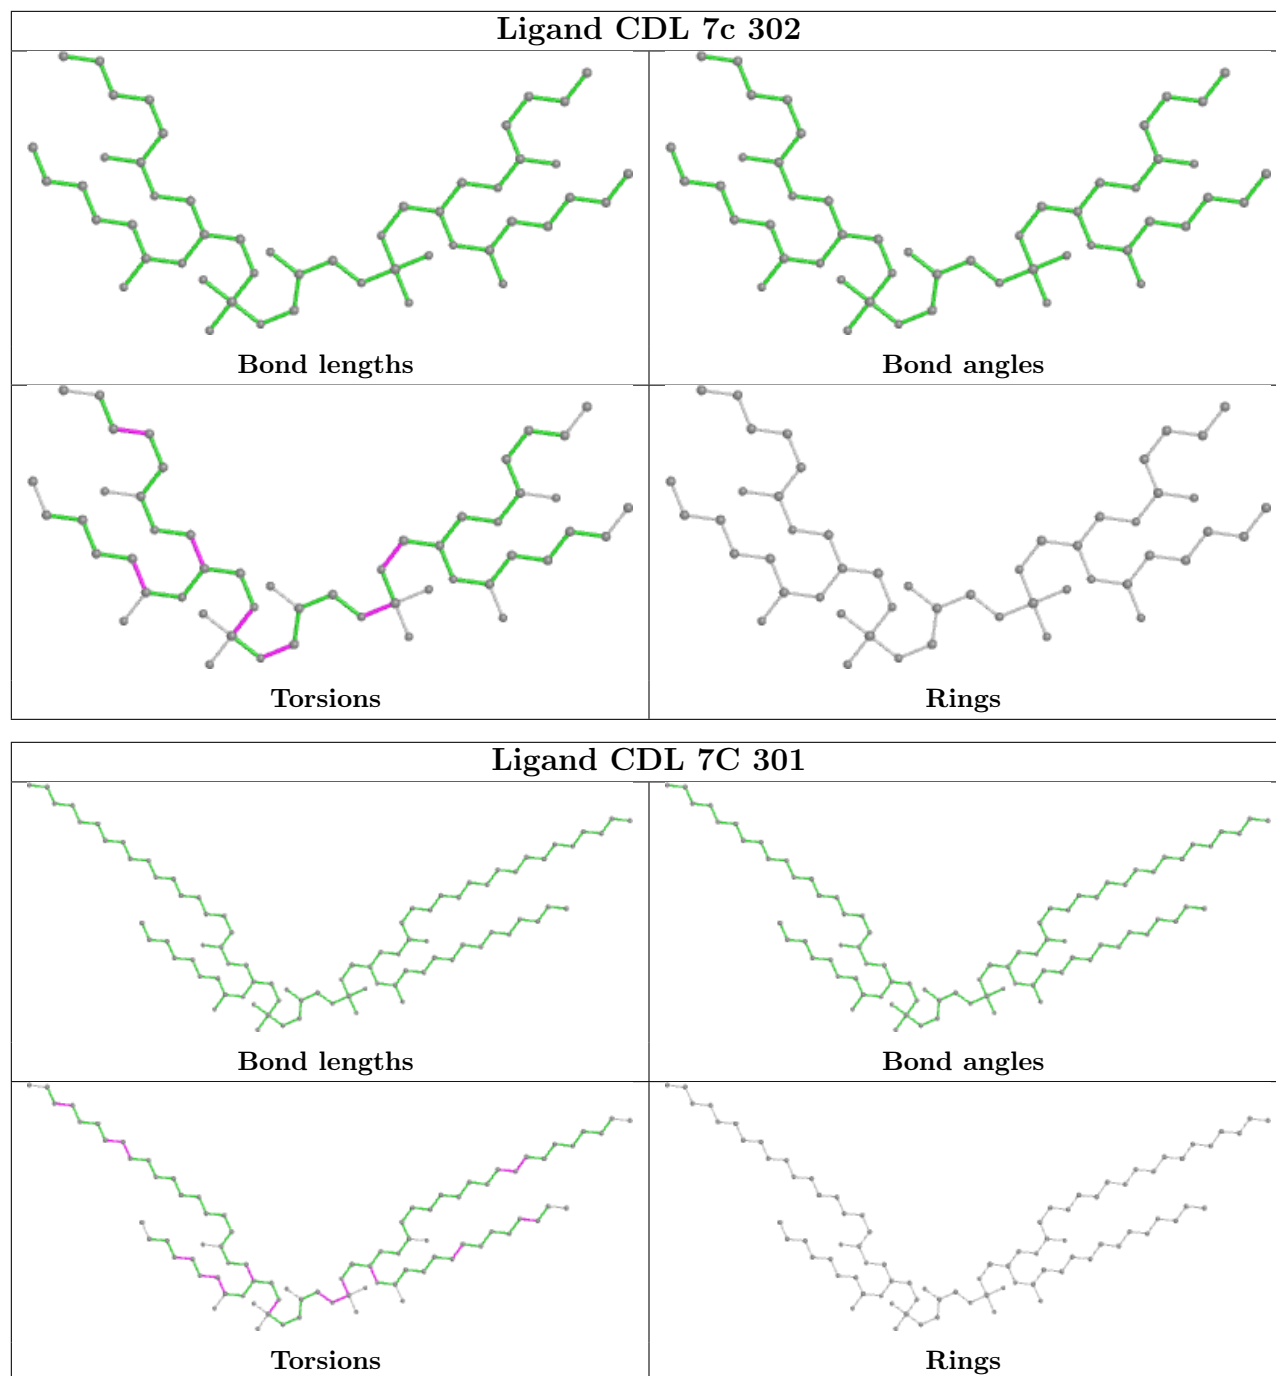 Ligand CDL 7c 302
Bond lengths
Bond angles
Torsions
Rings
Ligand CDL 7C 301
Bond lengths
Bond angles
Torsions
Rings